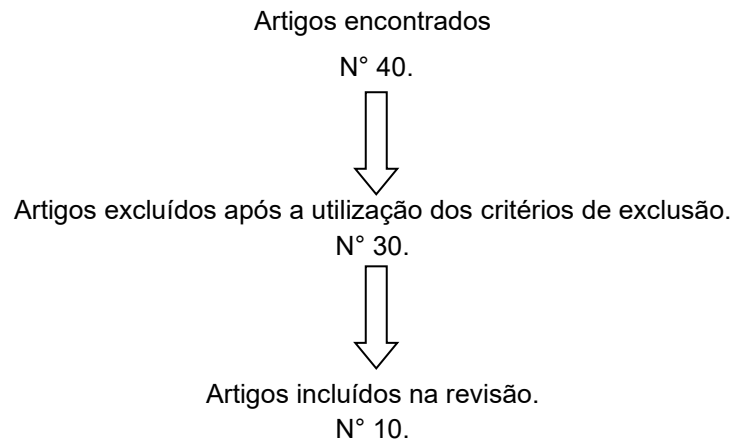 Artigos encontrados
N° 40.
Artigos excluídos após a utilização dos critérios de exclusão.
N° 30.
Artigos incluídos na revisão.
N° 10.